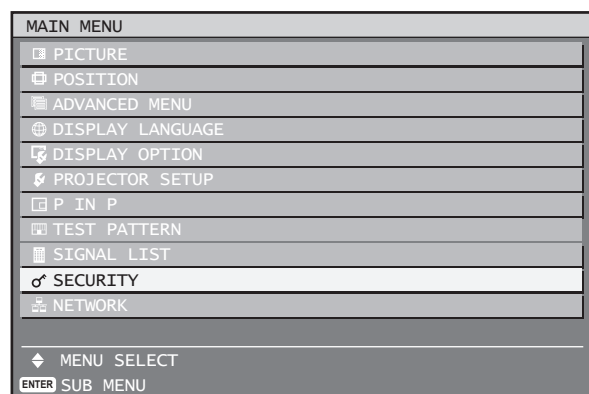 MAIN MENU
PICTURE
POSITION
ADVANCED MENU
DISPLAY LANGUAGE
DISPLAY OPTION
PROJECTOR SETUP
P IN P
TEST PATTERN
SIGNAL LIST
SECURITY
NETWORK
MENU SELECT
ENTER SUB MENU